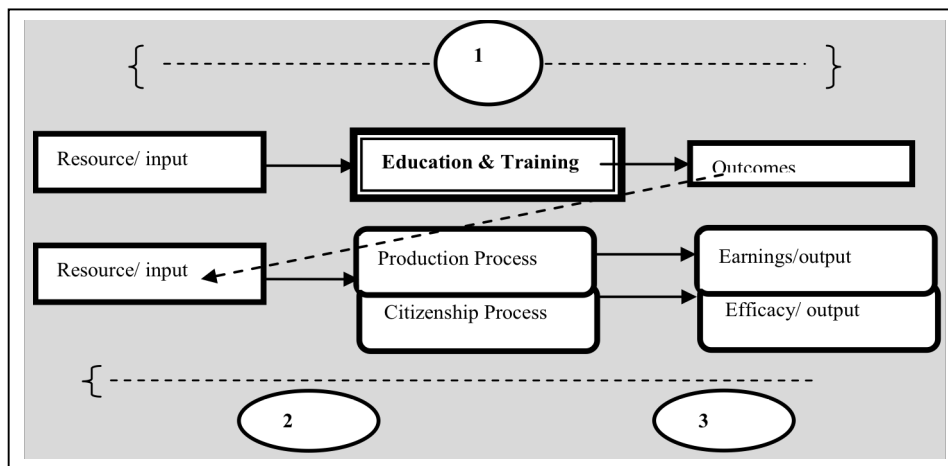 1
Resource/ input
Education & Training
Outcomes
Resource/ input
Production Process
Earnings/output
Citizenship Process
Efficacy/ output
2
3